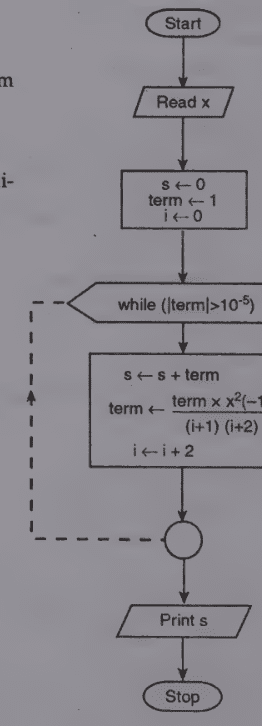 Start
m
Read x
i-
s ← 0
term ← 1
i ← 0
while (|term|>10⁻⁵)
s ← s + term
term ← term × x²(-1
(i+1) (i+2)
i ← i + 2
Print s
Stop